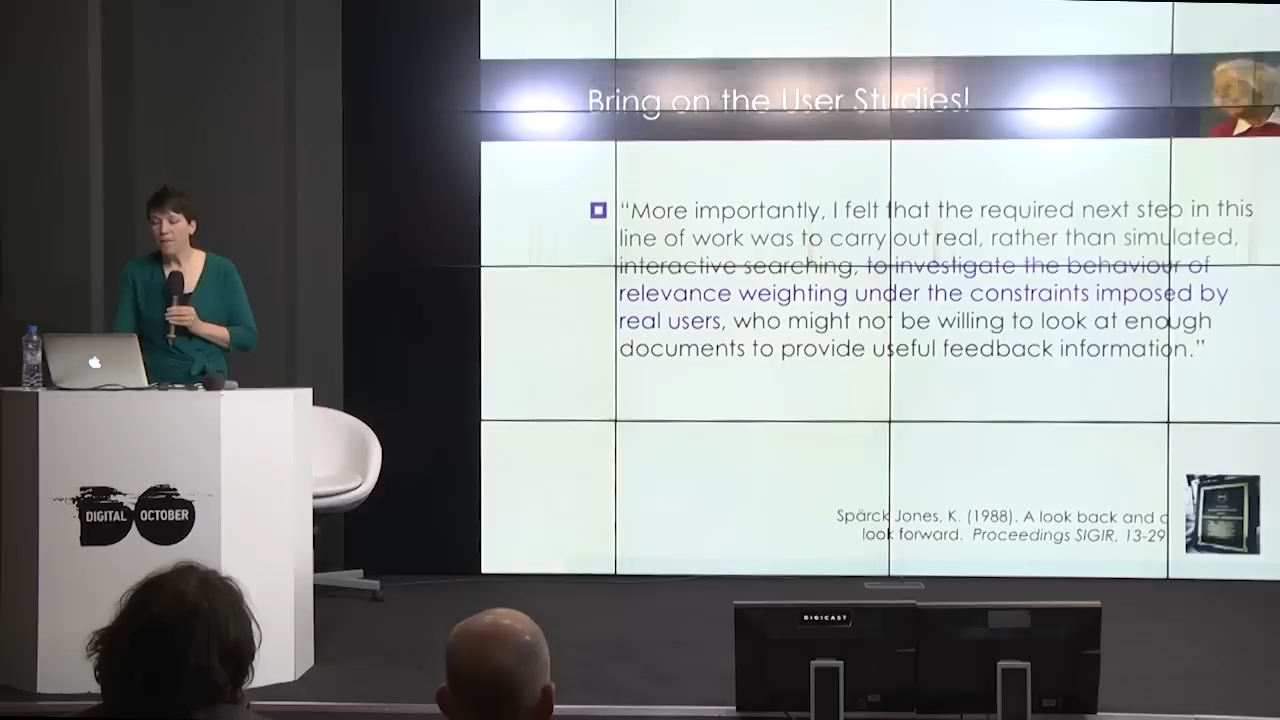 Bring on the User Studies!
“More importantly, I felt that the required next step in this
line of work was to carry out real, rather than simulated,
interactive searching, to investigate the behaviour of
relevance weighting under the constraints imposed by
real users, who might not be willing to look at enough
documents to provide useful feedback information.”
Spärck Jones, K. (1988). A look back and a
look forward. Proceedings SIGIR, 13-29
DIGITAL OCTOBER
DIGICAST